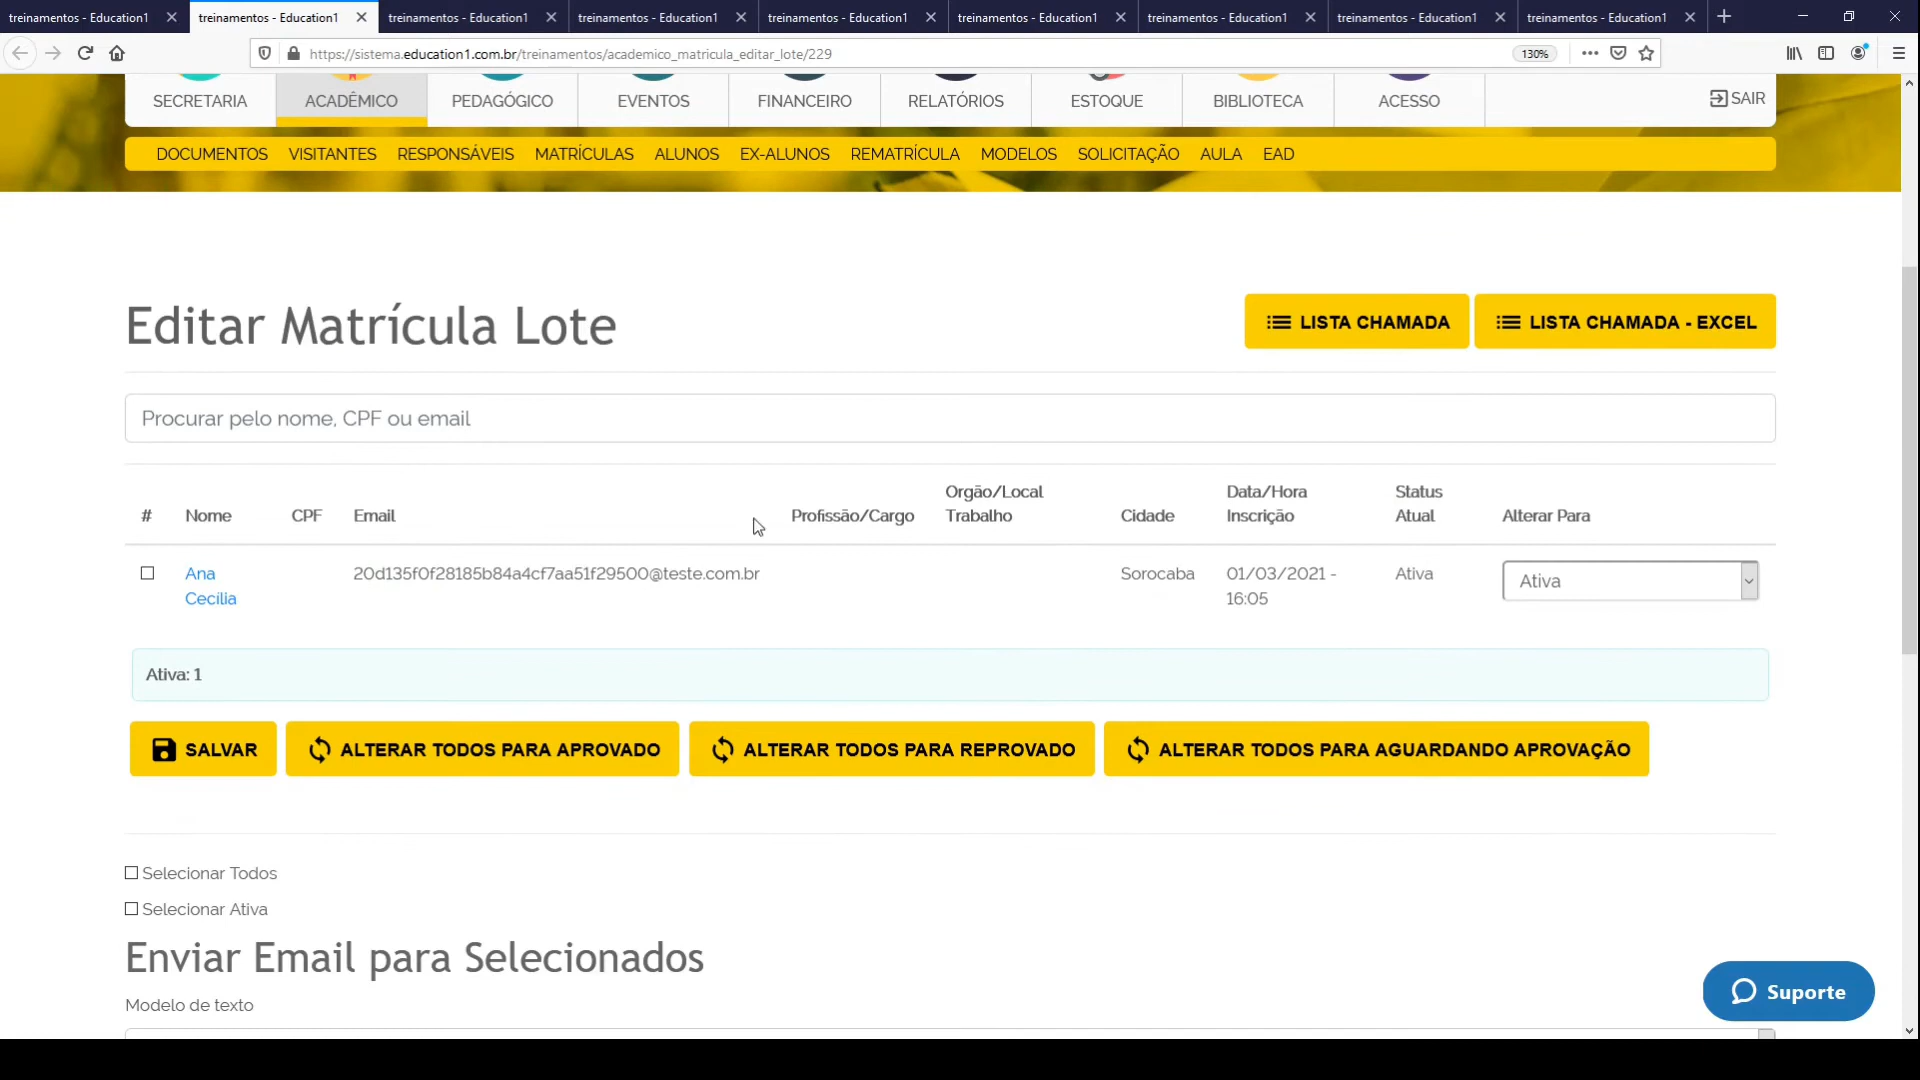 treinamentos - Education1 treinamentos - Education1 treinamentos - Education1 treinamentos - Education1 treinamentos - Education1 treinamentos - Education1 treinamentos - Education1 treinamentos - Education1 treinamentos - Education1
https://sistema.education1.com.br/treinamentos/academico_matricula_editar_lote/229 130%
SECRETARIA ACADÊMICO PEDAGÓGICO EVENTOS FINANCEIRO RELATÓRIOS ESTOQUE BIBLIOTECA ACESSO SAIR
DOCUMENTOS VISITANTES RESPONSÁVEIS MATRÍCULAS ALUNOS EX-ALUNOS REMATRÍCULA MODELOS SOLICITAÇÃO AULA EAD
Editar Matrícula Lote LISTA CHAMADA LISTA CHAMADA - EXCEL
Procurar pelo nome, CPF ou email
# Nome CPF Email Profissão/Cargo Orgão/Local Trabalho Cidade Data/Hora Inscrição Status Atual Alterar Para
Ana Cecília 20d135f0f28185b84a4cf7aa51f29500@teste.com.br Sorocaba 01/03/2021 - 16:05 Ativa Ativa
Ativa: 1
SALVAR ALTERAR TODOS PARA APROVADO ALTERAR TODOS PARA REPROVADO ALTERAR TODOS PARA AGUARDANDO APROVAÇÃO
Selecionar Todos
Selecionar Ativa
Enviar Email para Selecionados
Suporte
Modelo de texto